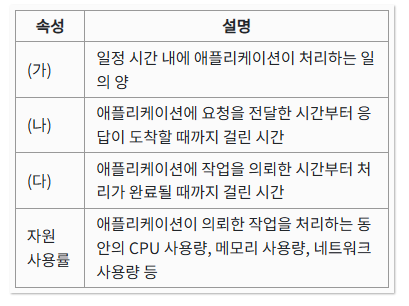 속성 설명
(가) 일정 시간 내에 애플리케이션이 처리하는 일
의 양
(나) 애플리케이션에 요청을 전달한 시간부터 응
답이 도착할 때까지 걸린 시간
(다) 애플리케이션에 작업을 의뢰한 시간부터 처
리가 완료될 때까지 걸린 시간
자원
사용률
애플리케이션이 의뢰한 작업을 처리하는 동
안의 CPU 사용량, 메모리 사용량, 네트워크
사용량 등